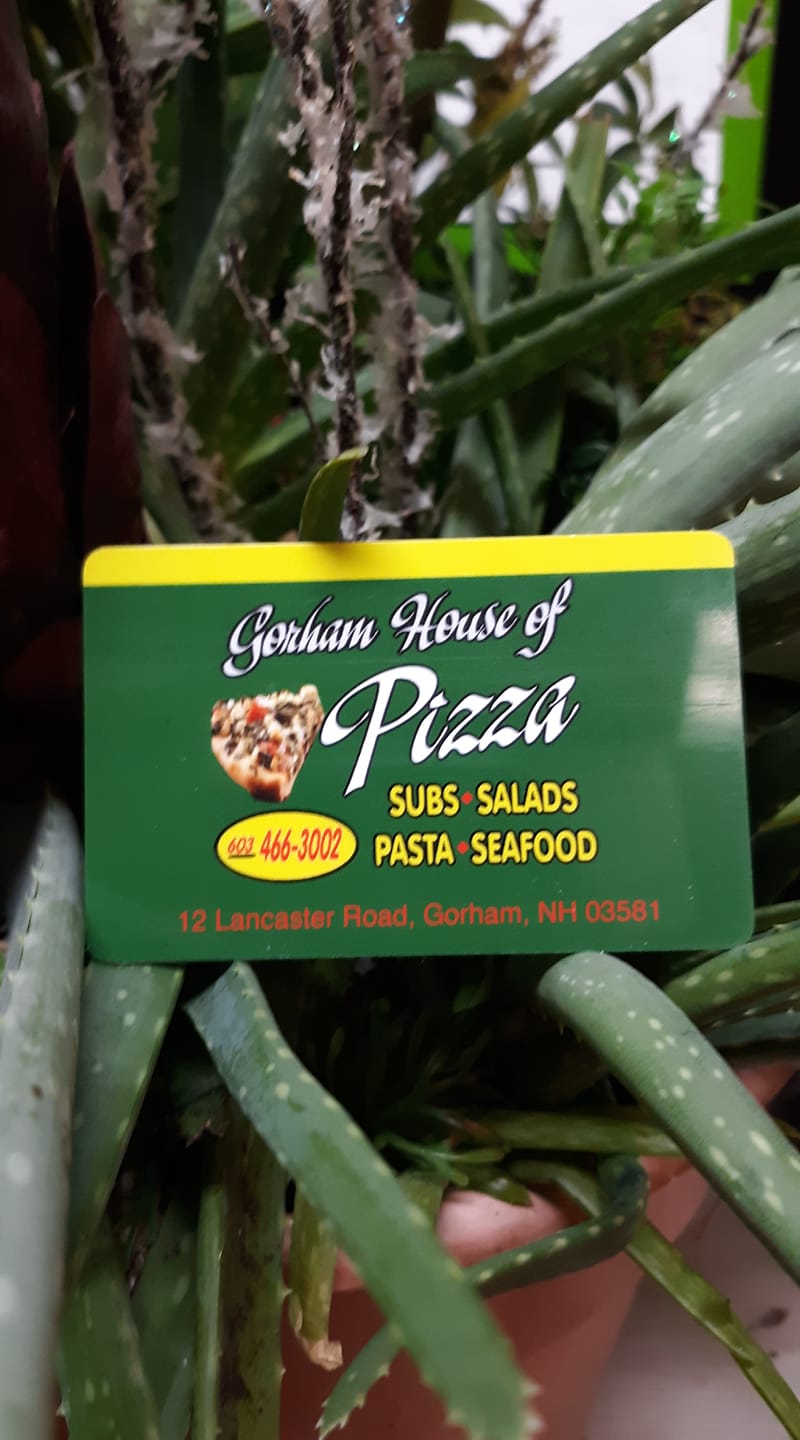 Gorham House of
Pizza
SUBS • SALADS
603 466-3002 PASTA • SEAFOOD
12 Lancaster Road, Gorham, NH 03581